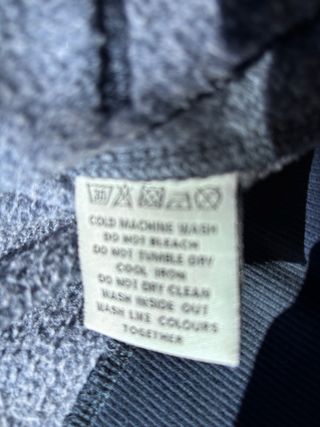 COLD MACHINE WASH
DO NOT BLEACH
DO NOT TUMBLE DRY
COOL IRON
DO NOT DRY CLEAN
WASH INSIDE OUT
WASH LIKE COLOURS
TOGETHER